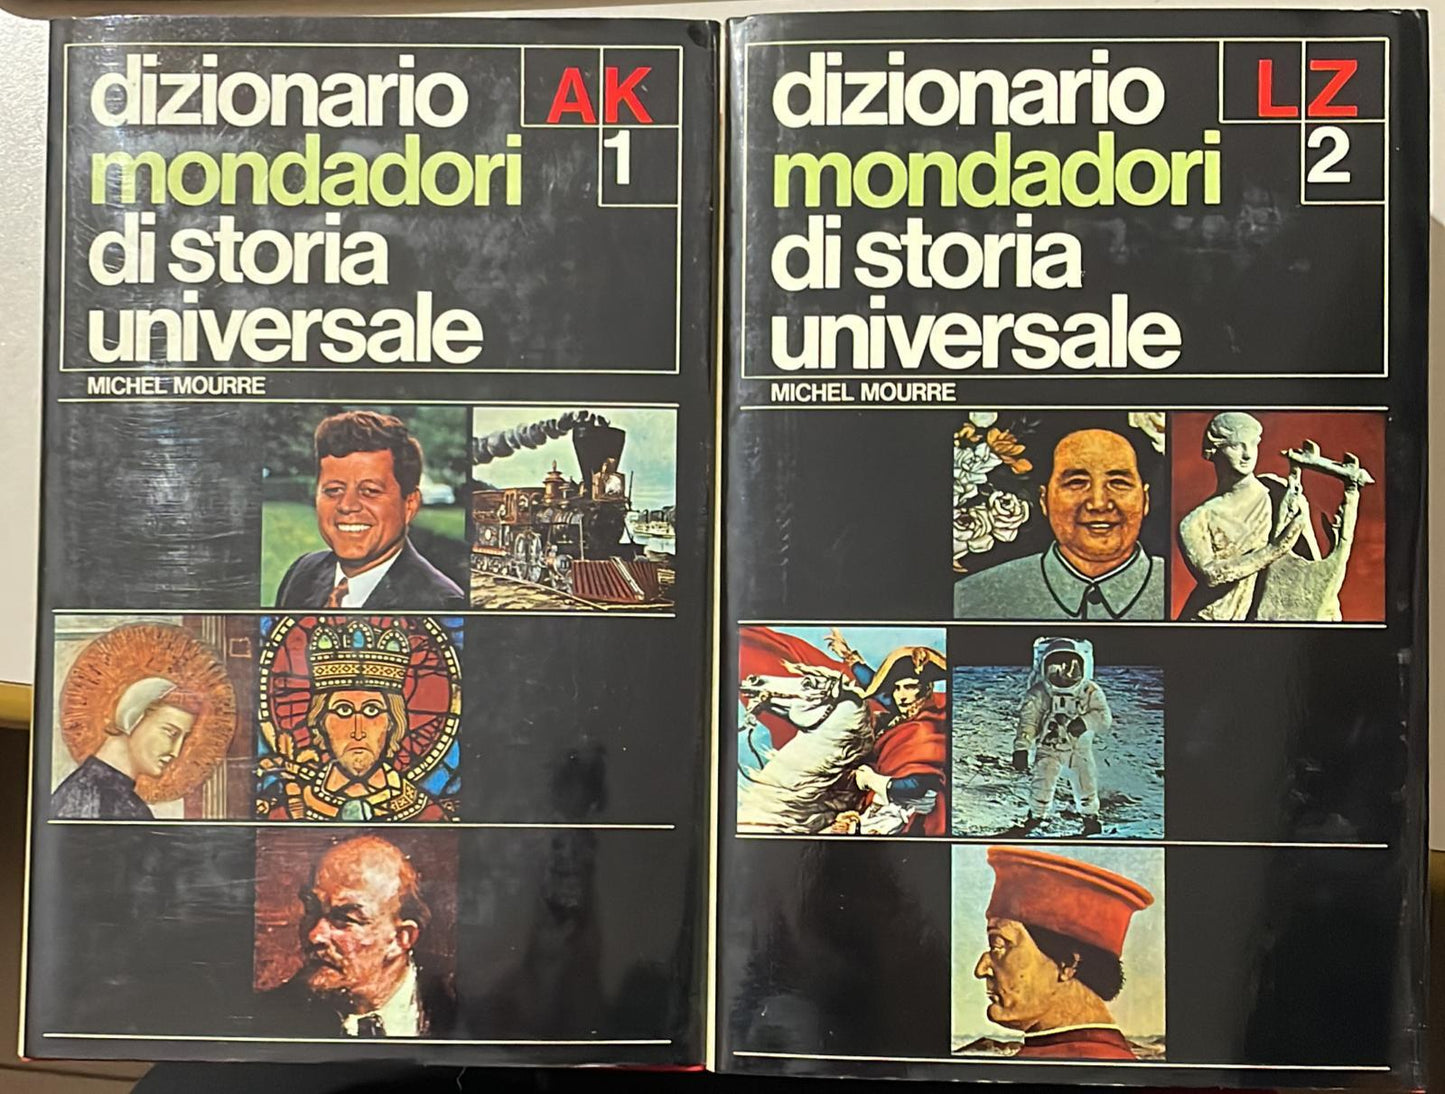 dizionario
mondadori
di storia
universale
AK
1
MICHEL MOURRE
dizionario
mondadori
di storia
universale
LZ
2
MICHEL MOURRE